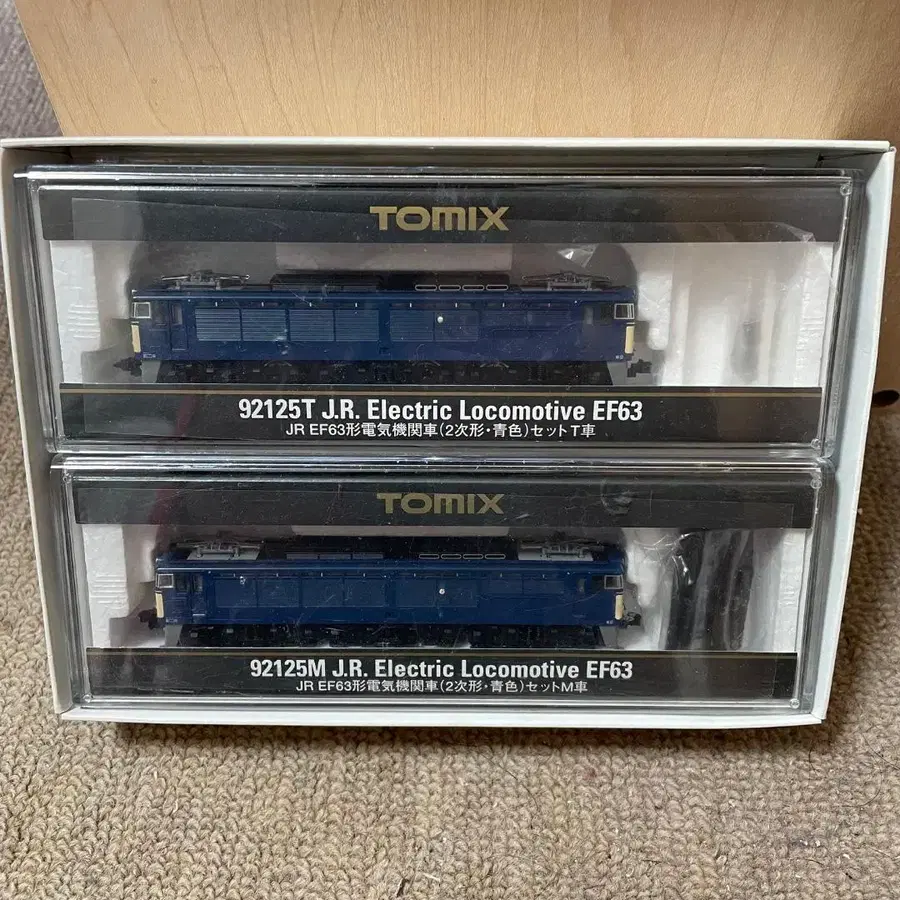 TOMIX
92125T J.R. Electric Locomotive EF63
JR EF63形電気機関車(2次形・青色)セットT車
TOMIX
92125M J.R. Electric Locomotive EF63
JR EF63形電気機関車(2次形・青色)セットM車